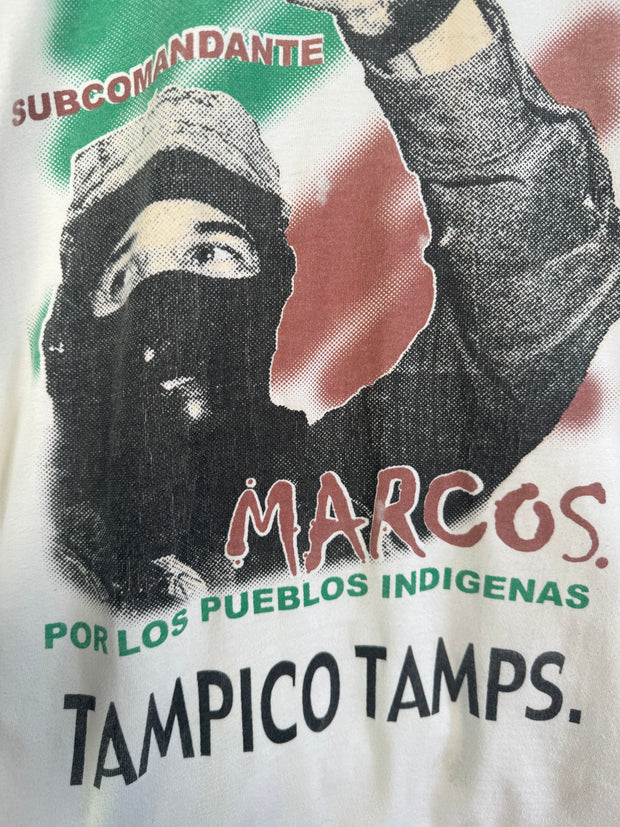 SUBCOMANDANTE
MARCOS.
POR LOS PUEBLOS INDIGENAS
TAMPICO TAMPS.